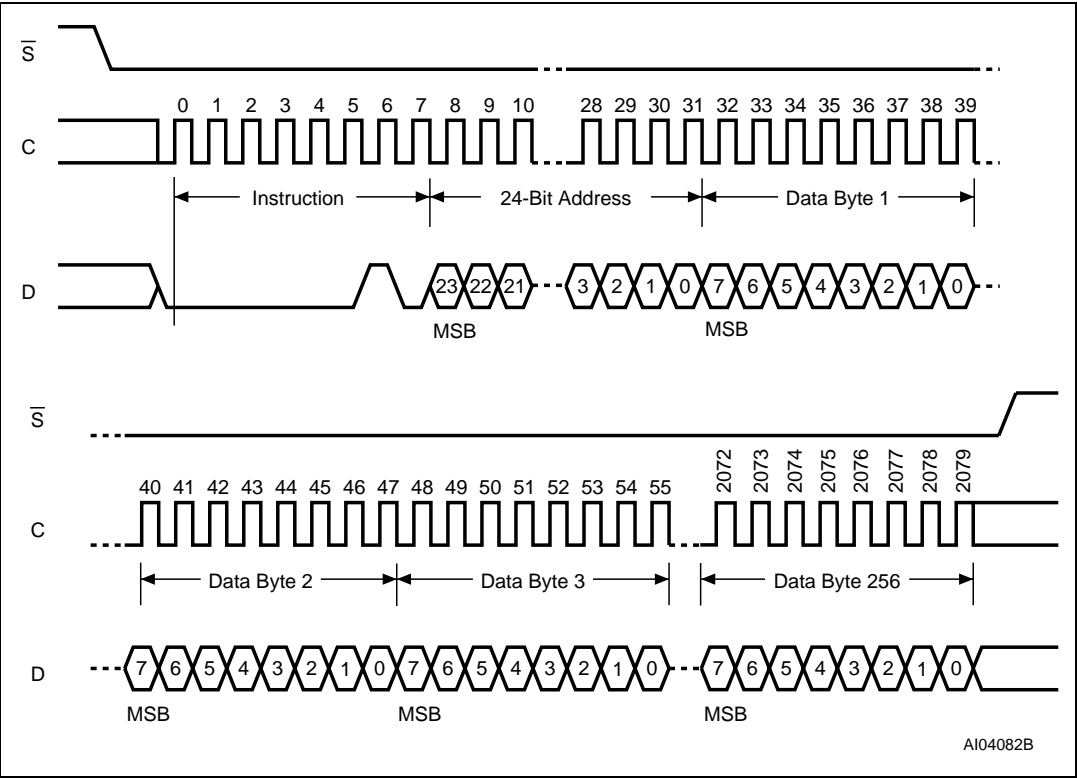 S̅
0 1 2 3 4 5 6 7 8 9 10 28 29 30 31 32 33 34 35 36 37 38 39
C
Instruction 24-Bit Address Data Byte 1
D 23 22 21 3 2 1 0 7 6 5 4 3 2 1 0
MSB MSB
S̅
2072 2073 2074 2075 2076 2077 2078 2079
40 41 42 43 44 45 46 47 48 49 50 51 52 53 54 55
C
Data Byte 2 Data Byte 3 Data Byte 256
D 7 6 5 4 3 2 1 0 7 6 5 4 3 2 1 0 7 6 5 4 3 2 1 0
MSB MSB MSB
AI04082B